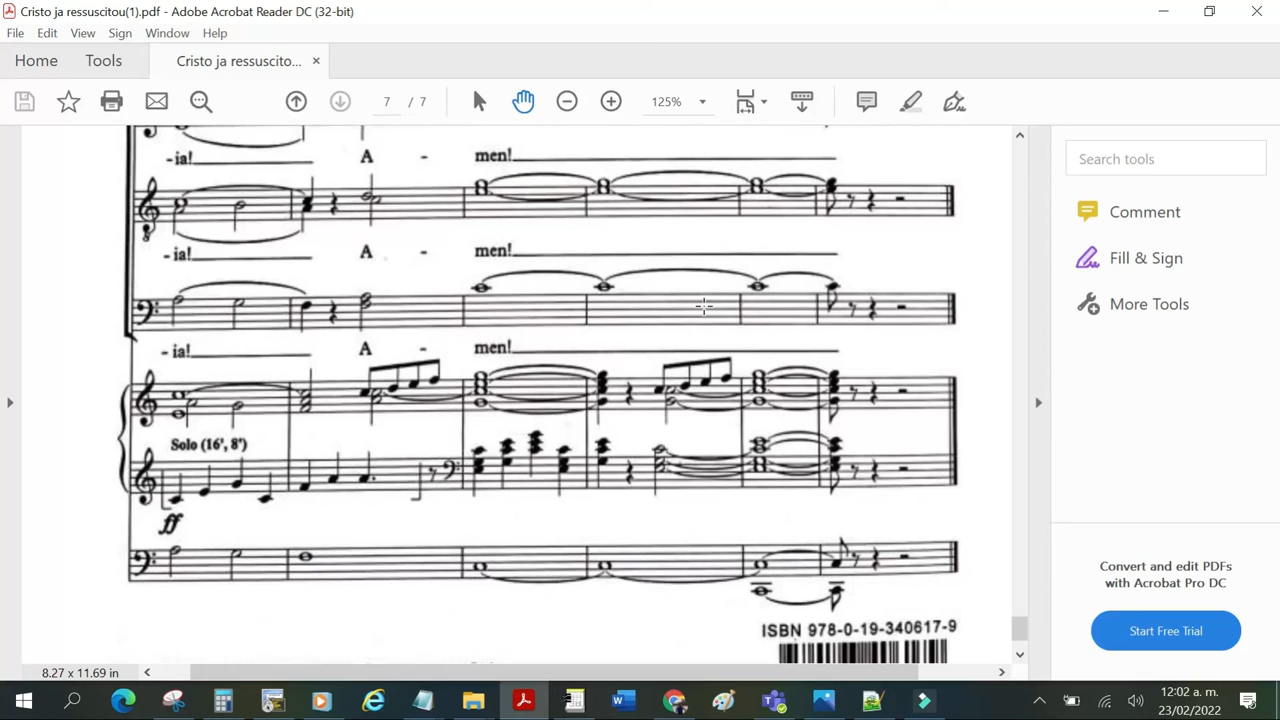 Cristo ja ressuscitou(1).pdf - Adobe Acrobat Reader DC (32-bit)
File Edit View Sign Window Help
Home Tools Cristo ja ressuscito... ×
7 / 7 125%
Search tools
Comment
Fill & Sign
More Tools
-ia! A - men!
-ia! A - men!
-ia! A - men!
Solo (16', 8')
ff
ISBN 978-0-19-340617-9
Convert and edit PDFs
with Acrobat Pro DC
Start Free Trial
8.27 x 11.69 in
12:02 a. m.
23/02/2022